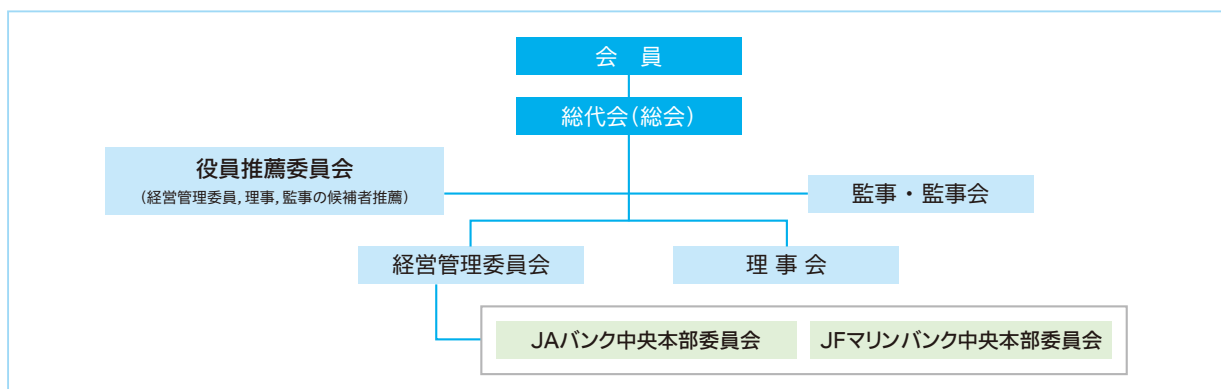 会　員
総代会（総会）
役員推薦委員会
（経営管理委員，理事，監事の候補者推薦）
監事・監事会
経営管理委員会
理 事 会
JAバンク中央本部委員会
JFマリンバンク中央本部委員会